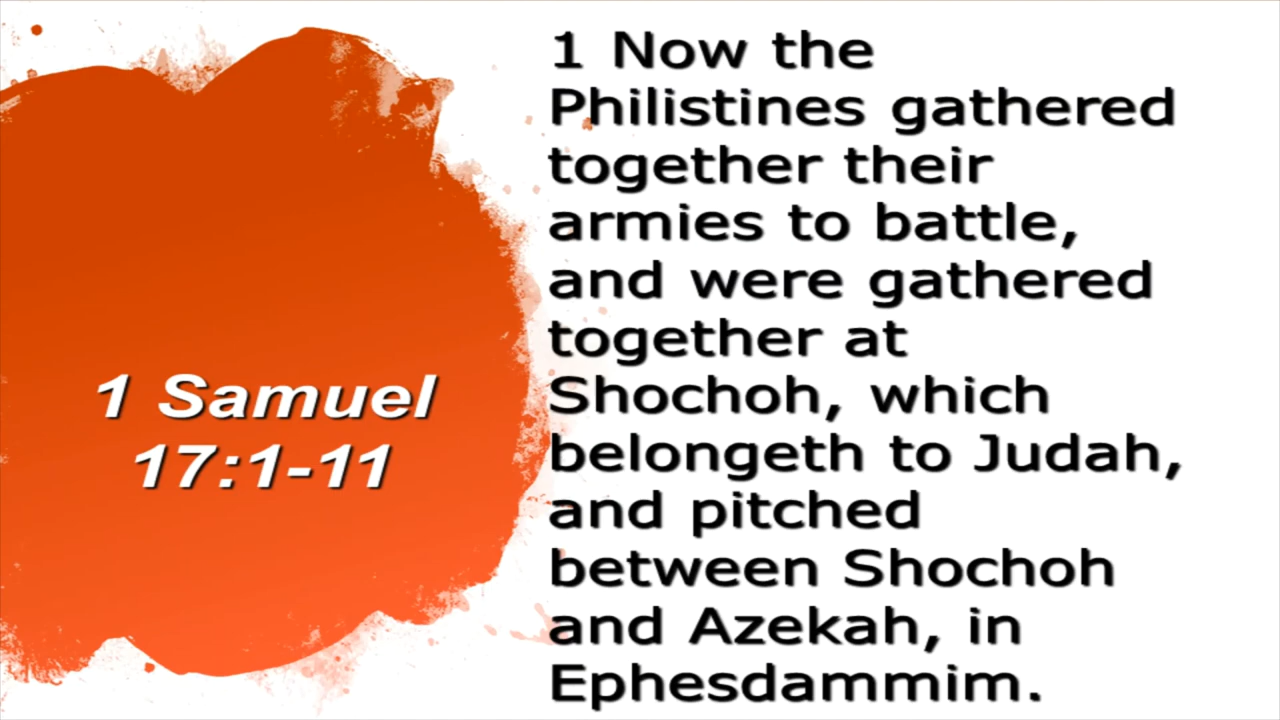 1 Samuel
17:1-11
1 Now the
Philistines gathered
together their
armies to battle,
and were gathered
together at
Shochoh, which
belongeth to Judah,
and pitched
between Shochoh
and Azekah, in
Ephesdammim.